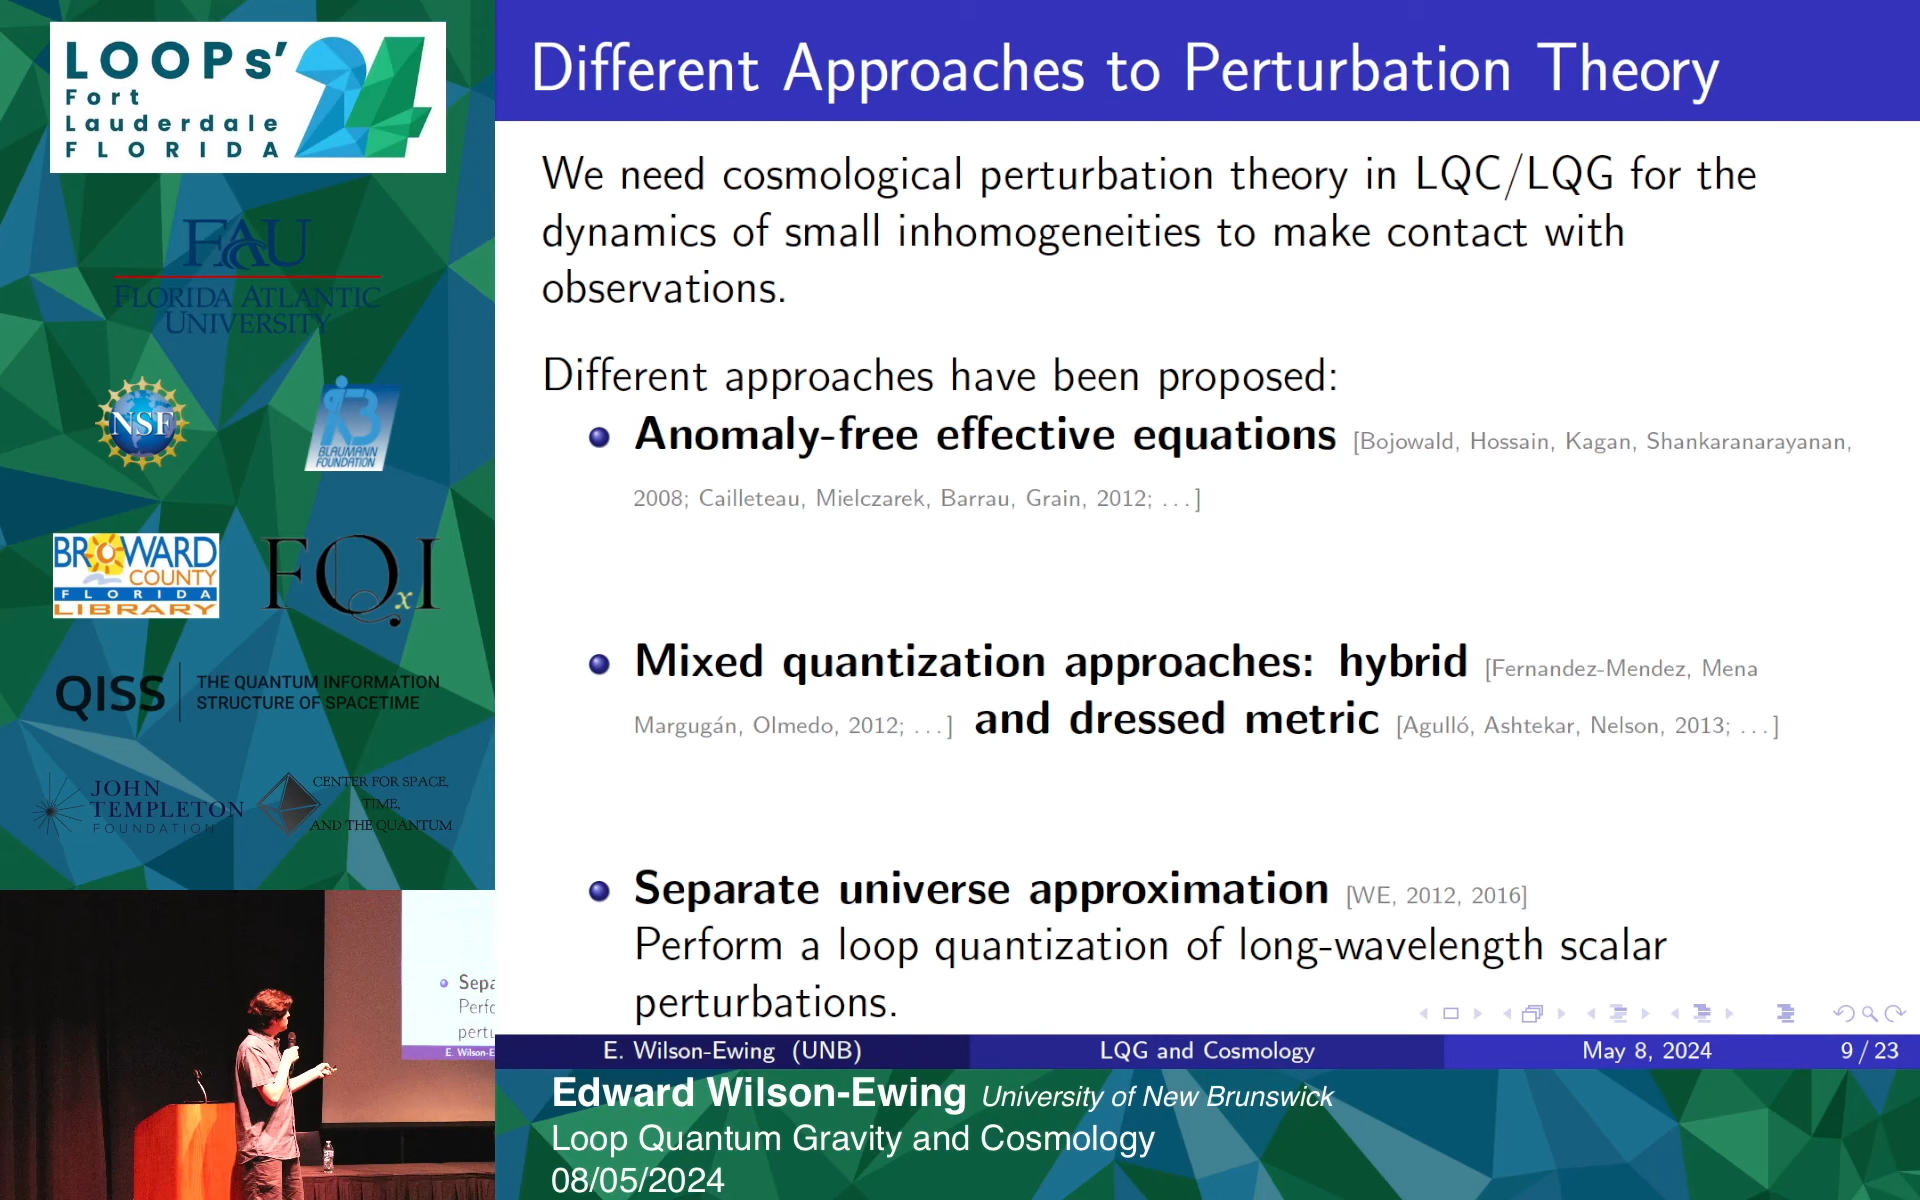 LOOPs’24
Fort
Lauderdale
FLORIDA
FAU
FLORIDA ATLANTIC
UNIVERSITY
NSF
BLAUMANN
FOUNDATION
BROWARD
COUNTY
FLORIDA
LIBRARY
FQxI
QISS
THE QUANTUM INFORMATION
STRUCTURE OF SPACETIME
JOHN
TEMPLETON
FOUNDATION
CENTER FOR SPACE,
TIME,
AND THE QUANTUM
Different Approaches to Perturbation Theory
We need cosmological perturbation theory in LQC/LQG for the
dynamics of small inhomogeneities to make contact with
observations.
Different approaches have been proposed:
• Anomaly-free effective equations [Bojowald, Hossain, Kagan, Shankaranarayanan,
2008; Cailleteau, Mielczarek, Barrau, Grain, 2012; ...]
• Mixed quantization approaches: hybrid [Fernandez-Mendez, Mena
Margugán, Olmedo, 2012; ...] and dressed metric [Agulló, Ashtekar, Nelson, 2013; ...]
• Separate universe approximation [WE, 2012, 2016]
Perform a loop quantization of long-wavelength scalar
perturbations.
E. Wilson-Ewing (UNB) LQG and Cosmology May 8, 2024 9 / 23
• Sepa
Perfo
pertu
E. Wilson-E
Edward Wilson-Ewing University of New Brunswick
Loop Quantum Gravity and Cosmology
08/05/2024